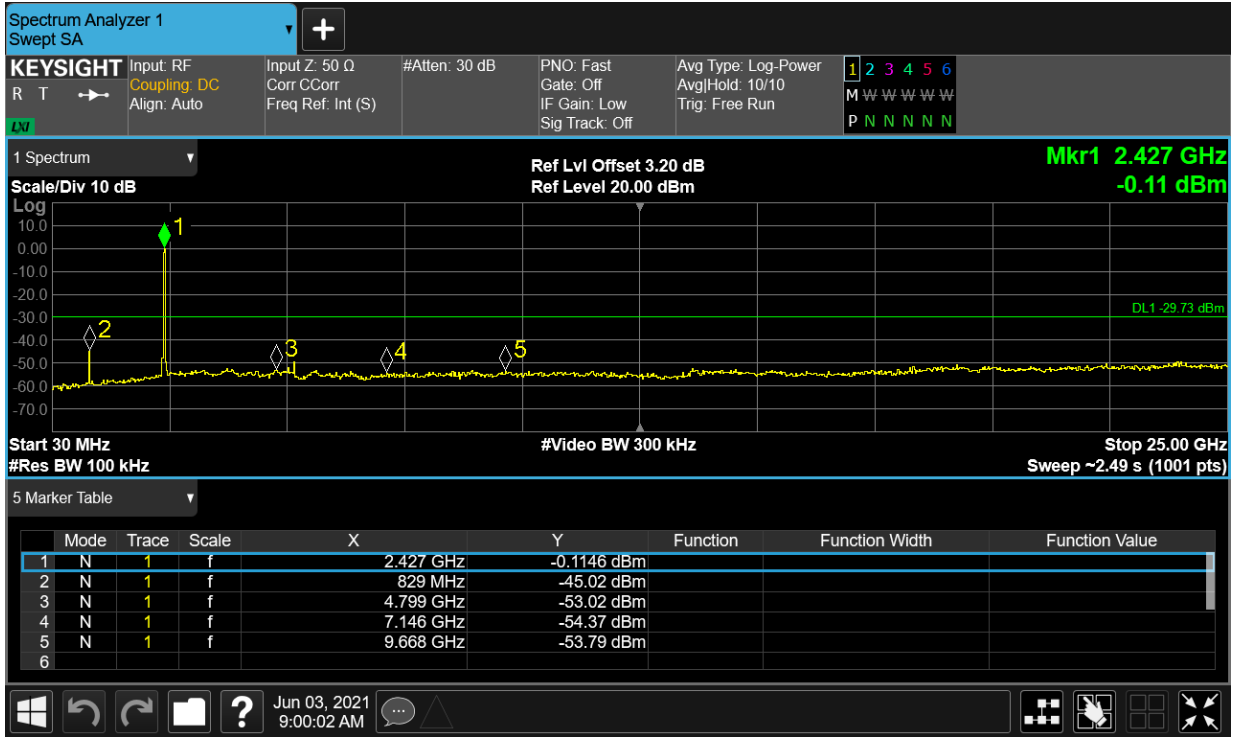 Spectrum Analyzer 1
Swept SA
KEYSIGHT
R T
LXI
Input: RF
Coupling: DC
Align: Auto
Input Z: 50 Ω
Corr CCorr
Freq Ref: Int (S)
#Atten: 30 dB
PNO: Fast
Gate: Off
IF Gain: Low
Sig Track: Off
Avg Type: Log-Power
Avg|Hold: 10/10
Trig: Free Run
1 2 3 4 5 6
M W W W W W
P N N N N N
1 Spectrum
Scale/Div 10 dB
Ref Lvl Offset 3.20 dB
Ref Level 20.00 dBm
Mkr1 2.427 GHz
-0.11 dBm
Log
10.0
0.00
-10.0
-20.0
-30.0
-40.0
-50.0
-60.0
-70.0
1
2
3
4
5
DL1 -29.73 dBm
Start 30 MHz
#Res BW 100 kHz
#Video BW 300 kHz
Stop 25.00 GHz
Sweep ~2.49 s (1001 pts)
5 Marker Table
Mode Trace Scale X Y Function Function Width Function Value
1 N 1 f 2.427 GHz -0.1146 dBm
2 N 1 f 829 MHz -45.02 dBm
3 N 1 f 4.799 GHz -53.02 dBm
4 N 1 f 7.146 GHz -54.37 dBm
5 N 1 f 9.668 GHz -53.79 dBm
6
?
Jun 03, 2021
9:00:02 AM